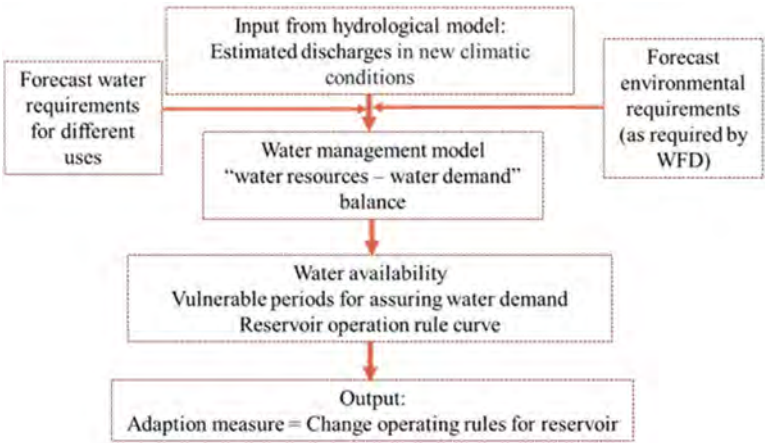 Input from hydrological model:
Estimated discharges in new climatic
conditions
Forecast water
requirements
for different
uses
Forecast
environmental
requirements
(as required by
WFD)
Water management model
“water resources – water demand”
balance
Water availability
Vulnerable periods for assuring water demand
Reservoir operation rule curve
Output:
Adaption measure = Change operating rules for reservoir